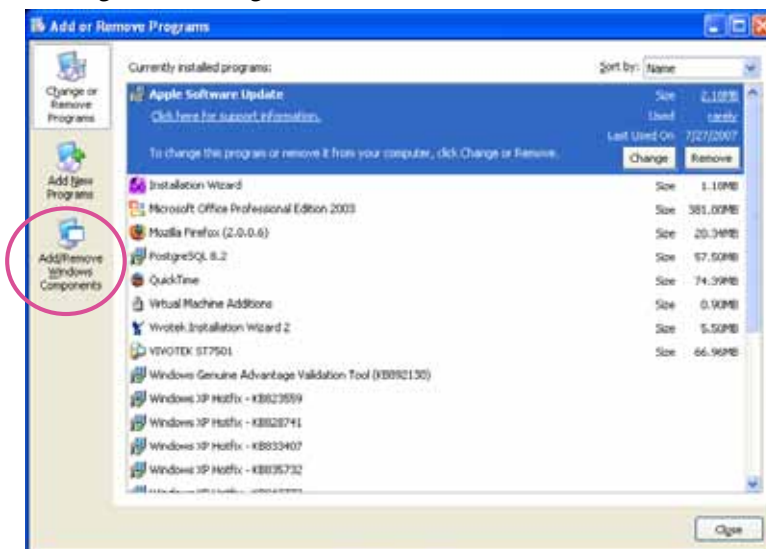 Add or Remove Programs
Change or
Remove
Programs
Add New
Programs
Add/Remove
Windows
Components
Currently installed programs:
Sort by: Name
Apple Software Update
Size 2.10MB
Click here for support information.
Used rarely
Last Used On 7/27/2007
To change this program or remove it from your computer, click Change or Remove.
Change Remove
Installation Wizard Size 1.10MB
Microsoft Office Professional Edition 2003 Size 381.00MB
Mozilla Firefox (2.0.0.6) Size 20.34MB
PostgreSQL 8.2 Size 57.50MB
QuickTime Size 74.39MB
Virtual Machine Additions Size 0.90MB
Vivotek Installation Wizard 2 Size 5.50MB
VIVOTEK ST7501 Size 66.96MB
Windows Genuine Advantage Validation Tool (KB892130)
Windows XP Hotfix - KB823559
Windows XP Hotfix - KB828741
Windows XP Hotfix - KB833407
Windows XP Hotfix - KB835732
Close